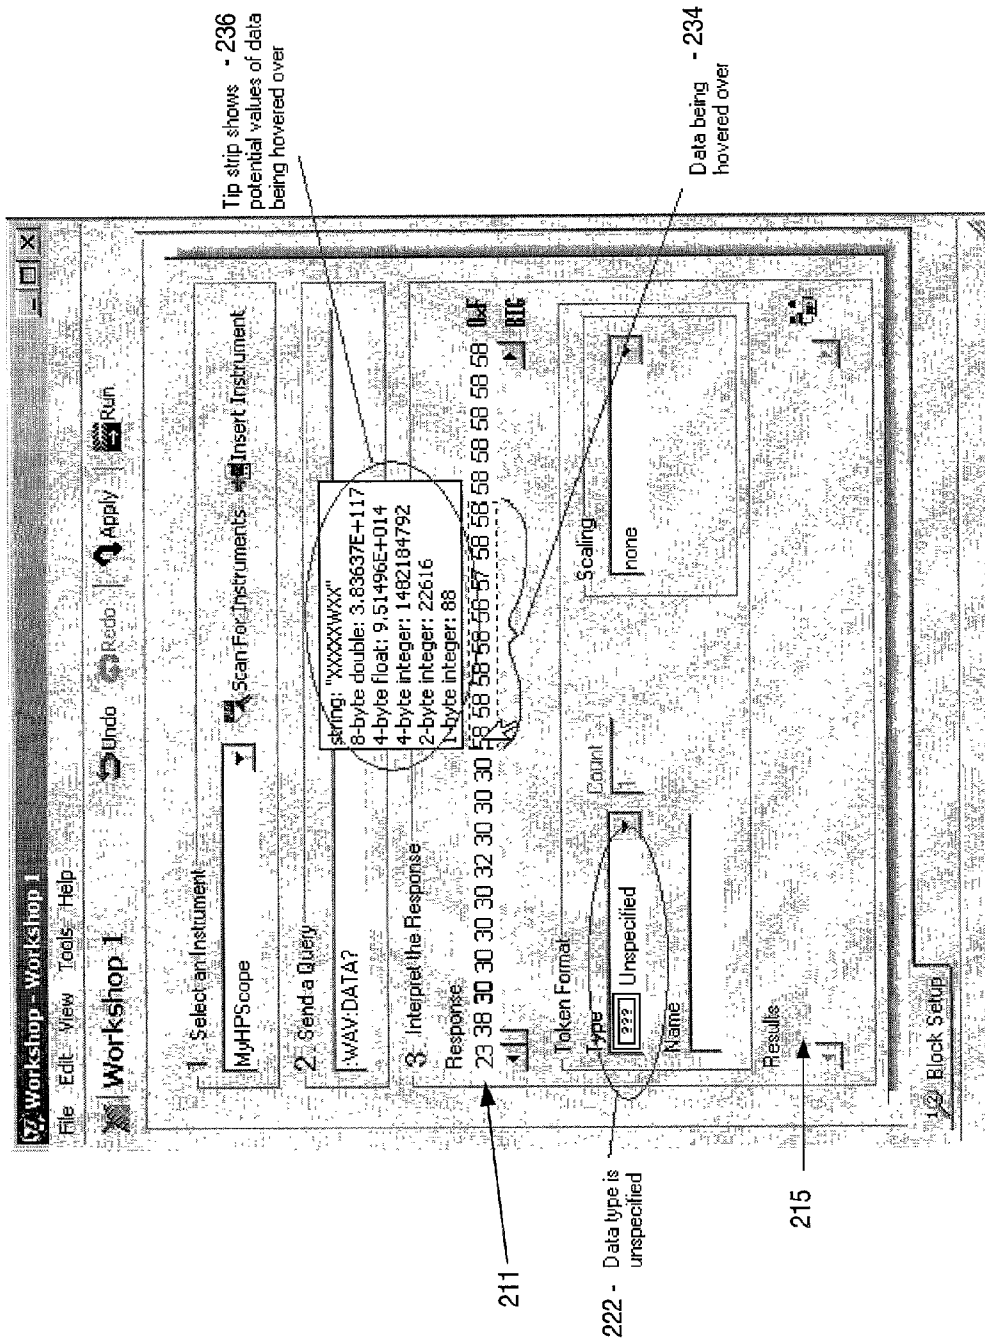 Workshop - Workshop 1
File Edit View Tools Help
Workshop 1
Undo Redo Apply Run
1 Select an Instrument
MyHPScope
Scan For Instruments
Insert Instrument
2 Send a Query
:WAV:DATA?
3 Interpret the Response
Response
23 38 30 30 30 30 32 30 30 30 58 58 58 58 58 57 58 58 58 58 58 58 0xF
BIG
string: "XXXXXWXX"
8-byte double: 3.83637E+117
4-byte float: 9.51496E+014
4-byte integer: 1482184792
2-byte integer: 22616
1-byte integer: 88
Token Format
Type
??? Unspecified
Count
1
Scaling
none
Name
Results
Block Setup
Tip strip shows - 236
potential values of data
being hovered over
Data being - 234
hovered over
211
222 - Data type is
unspecified
215